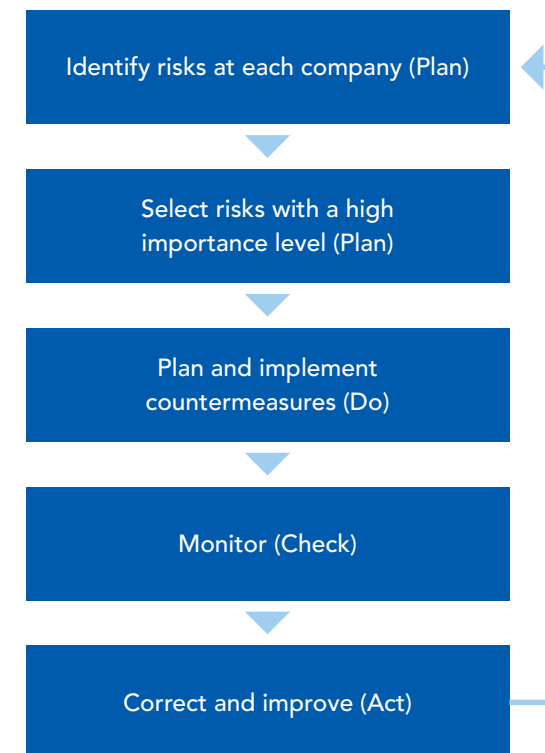 Identify risks at each company (Plan)
Select risks with a high
importance level (Plan)
Plan and implement
countermeasures (Do)
Monitor (Check)
Correct and improve (Act)